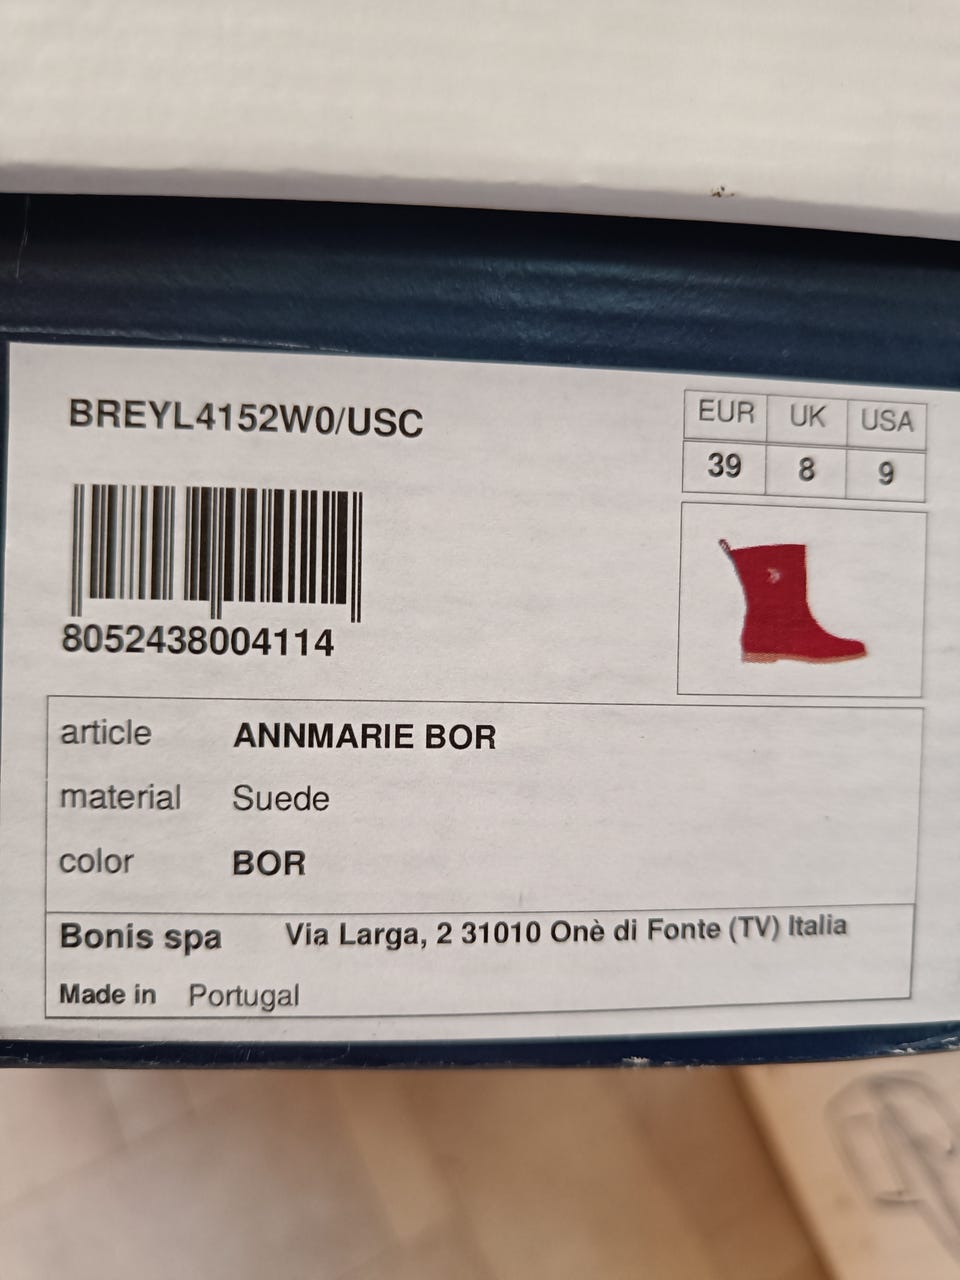 BREYL4152W0/USC
EUR UK USA
39 8 9
8052438004114
article ANNMARIE BOR
material Suede
color BOR
Bonis spa Via Larga, 2 31010 Onè di Fonte (TV) Italia
Made in Portugal